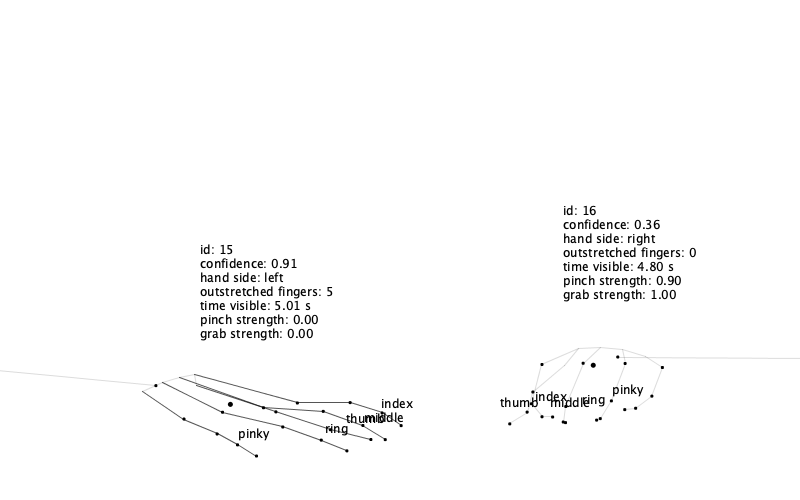 id: 15
confidence: 0.91
hand side: left
outstretched fingers: 5
time visible: 5.01 s
pinch strength: 0.00
grab strength: 0.00
index
thumb
middle
ring
pinky
id: 16
confidence: 0.36
hand side: right
outstretched fingers: 0
time visible: 4.80 s
pinch strength: 0.90
grab strength: 1.00
thumb
index
middle
ring
pinky